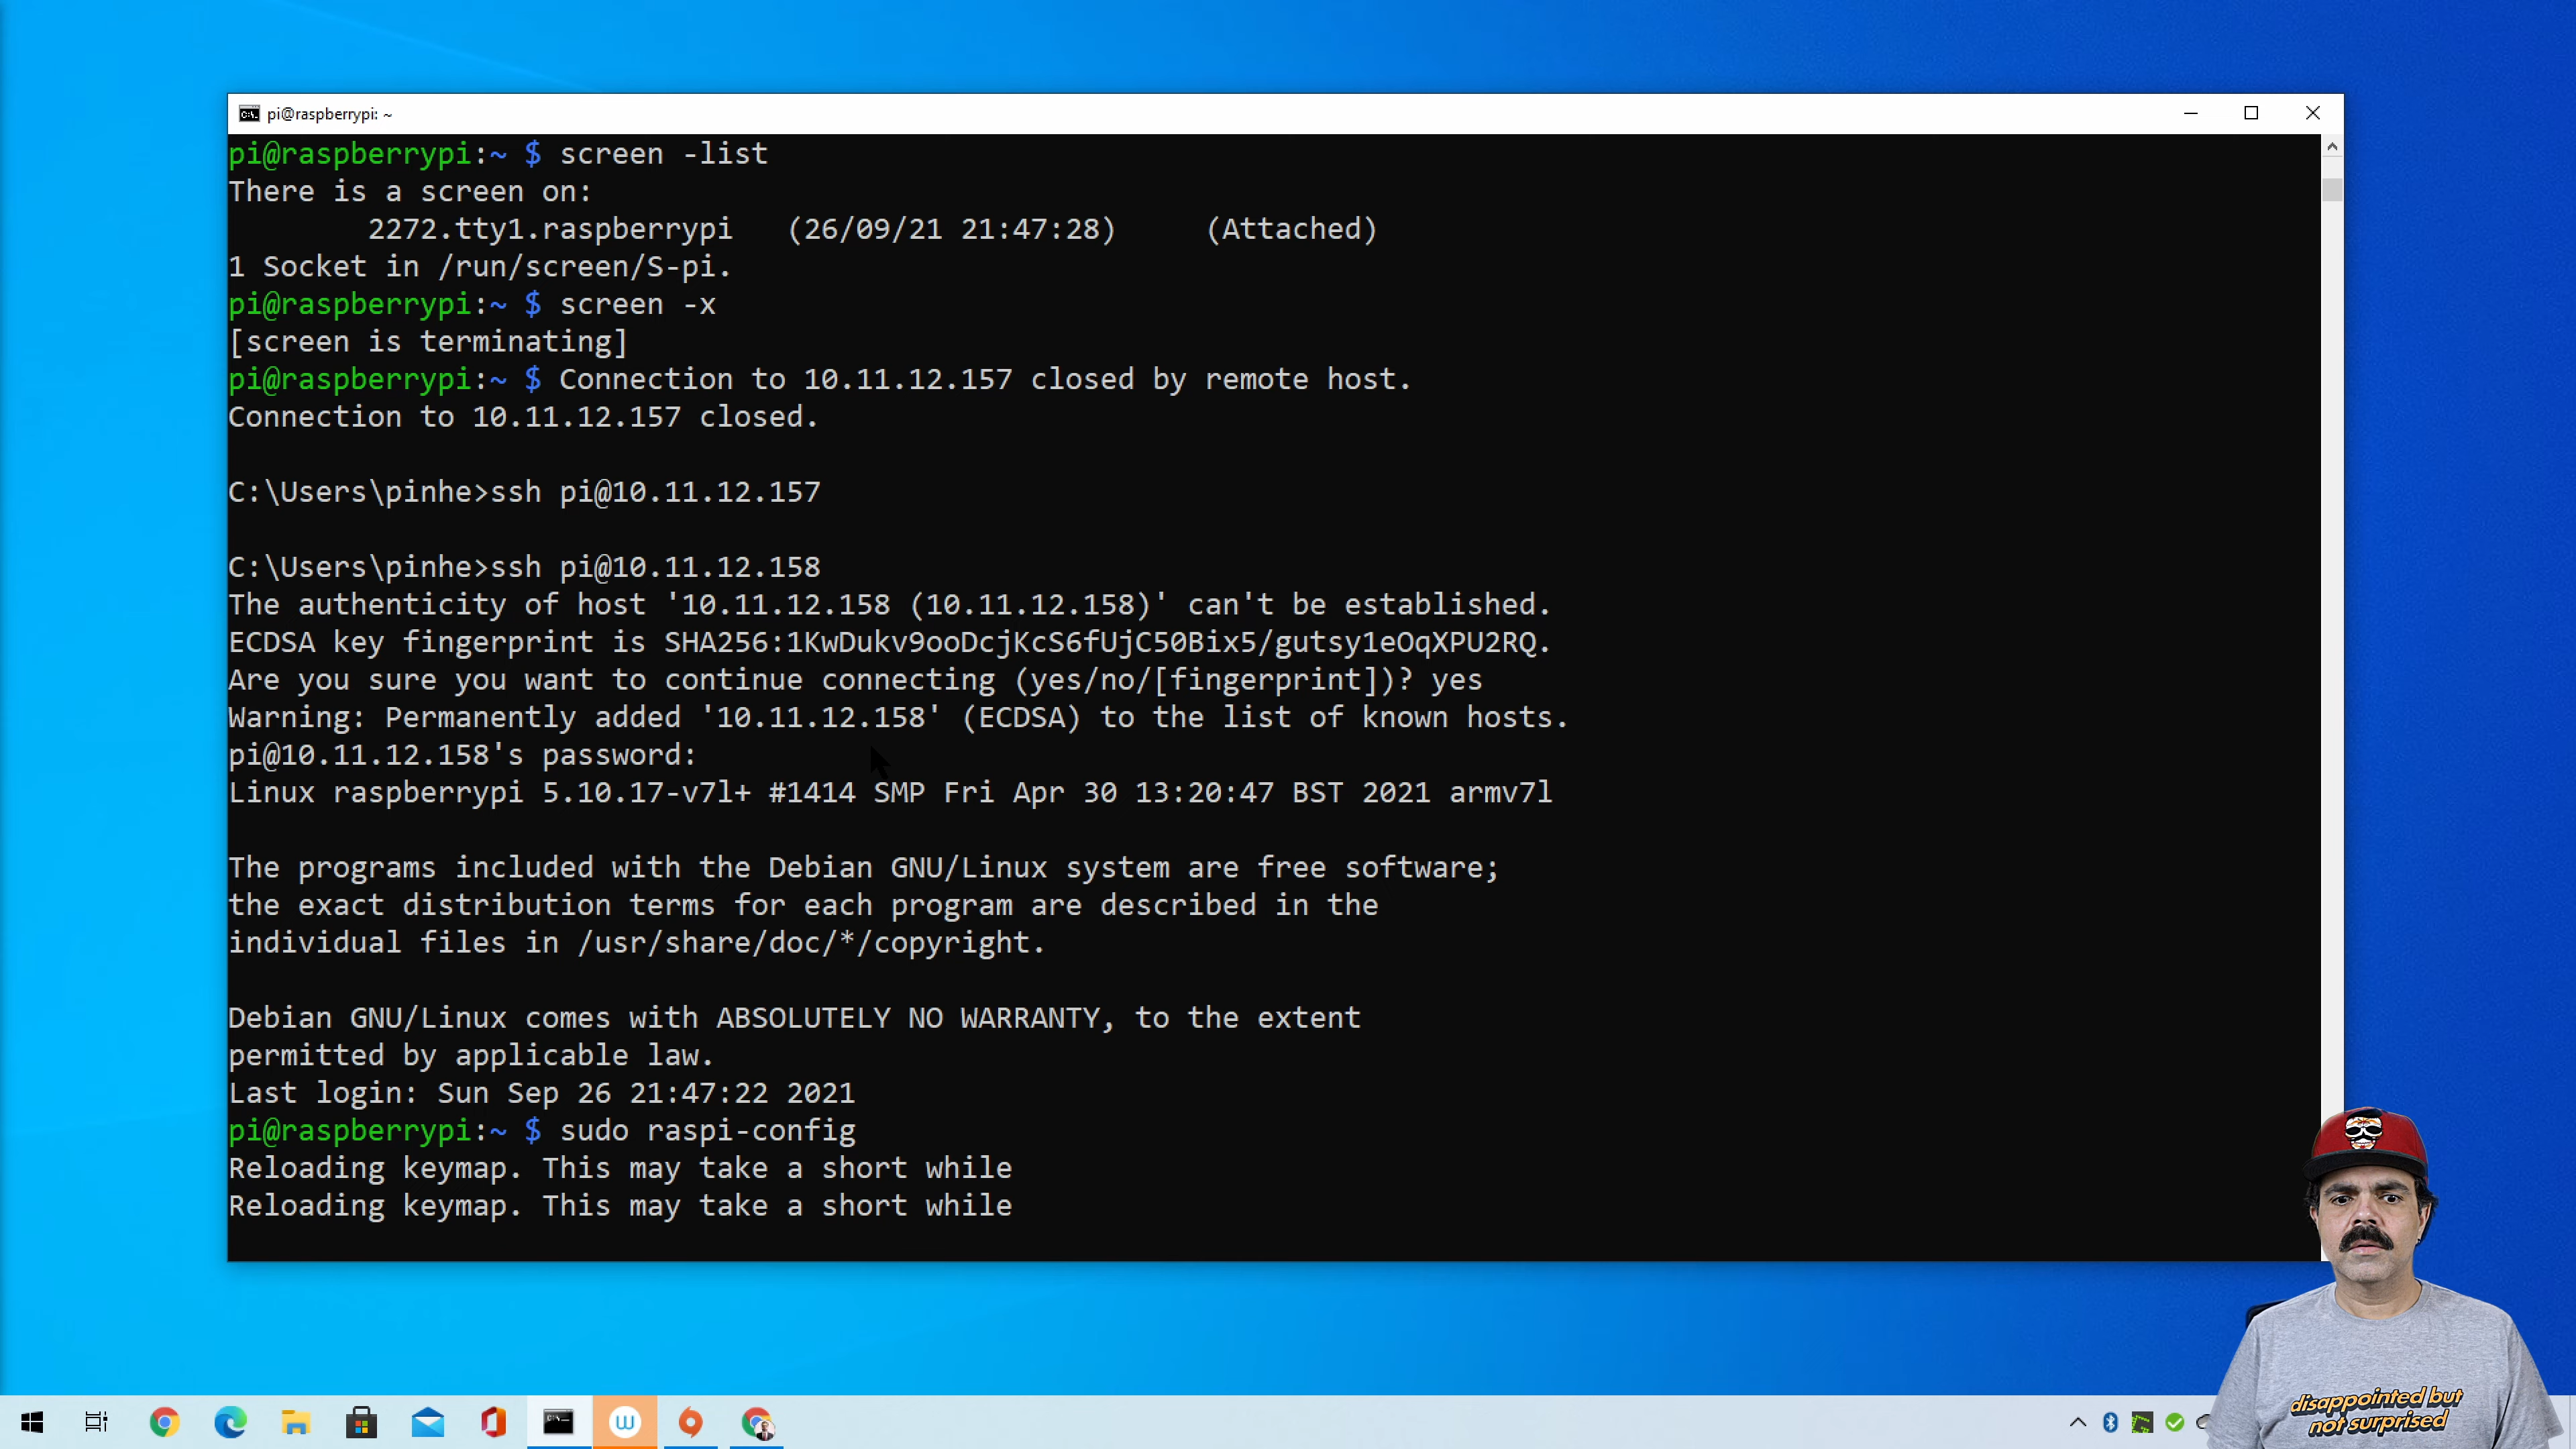 pi@raspberrypi: ~
pi@raspberrypi:~ $ screen -list
There is a screen on:
2272.tty1.raspberrypi (26/09/21 21:47:28) (Attached)
1 Socket in /run/screen/S-pi.
pi@raspberrypi:~ $ screen -x
[screen is terminating]
pi@raspberrypi:~ $ Connection to 10.11.12.157 closed by remote host.
Connection to 10.11.12.157 closed.
C:\Users\pinhe>ssh pi@10.11.12.157
C:\Users\pinhe>ssh pi@10.11.12.158
The authenticity of host '10.11.12.158 (10.11.12.158)' can't be established.
ECDSA key fingerprint is SHA256:1KwDukv9ooDcjKcS6fUjC50Bix5/gutsy1eOqXPU2RQ.
Are you sure you want to continue connecting (yes/no/[fingerprint])? yes
Warning: Permanently added '10.11.12.158' (ECDSA) to the list of known hosts.
pi@10.11.12.158's password:
Linux raspberrypi 5.10.17-v7l+ #1414 SMP Fri Apr 30 13:20:47 BST 2021 armv7l
The programs included with the Debian GNU/Linux system are free software;
the exact distribution terms for each program are described in the
individual files in /usr/share/doc/*/copyright.
Debian GNU/Linux comes with ABSOLUTELY NO WARRANTY, to the extent
permitted by applicable law.
Last login: Sun Sep 26 21:47:22 2021
pi@raspberrypi:~ $ sudo raspi-config
Reloading keymap. This may take a short while
Reloading keymap. This may take a short while
disappointed but
not surprised